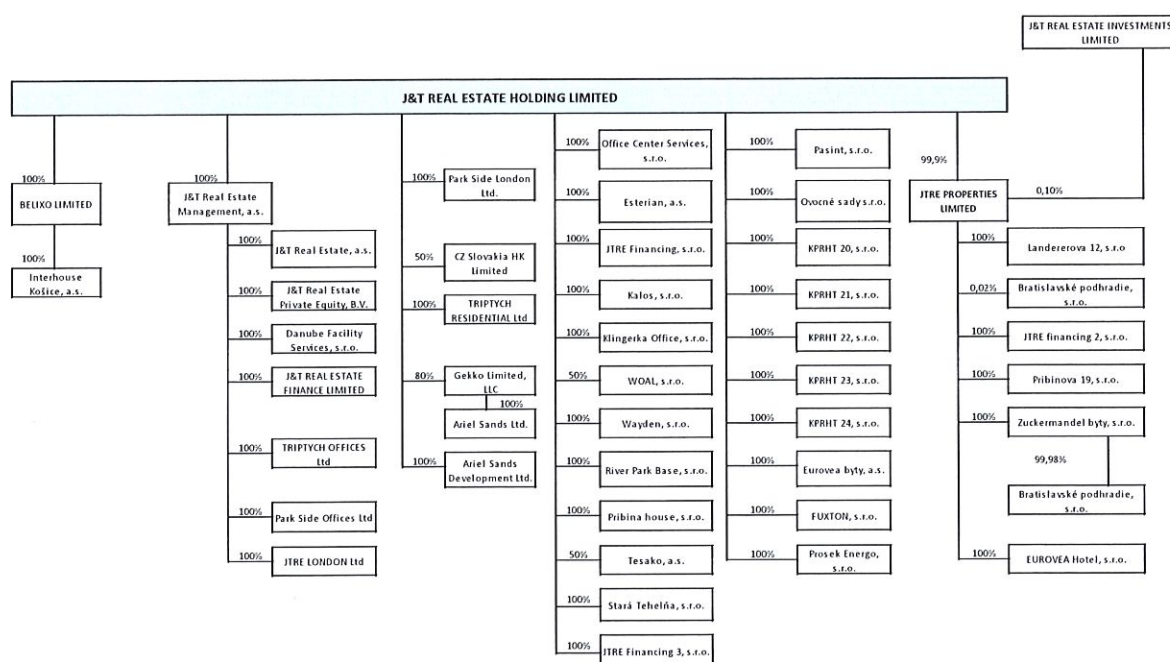 J&T REAL ESTATE INVESTMENTS
LIMITED
J&T REAL ESTATE HOLDING LIMITED
100%
BELIXO LIMITED
100%
Interhouse
Košice, a.s.
100%
J&T Real Estate
Management, a.s.
100%
J&T Real Estate, a.s.
100%
J&T Real Estate
Private Equity, B.V.
100%
Danube Facility
Services, s.r.o.
100%
J&T REAL ESTATE
FINANCE LIMITED
100%
TRIPTYCH OFFICES
Ltd
100%
Park Side Offices Ltd
100%
JTRE LONDON Ltd
100%
Park Side London
Ltd.
50%
CZ Slovakia HK
Limited
100%
TRIPTYCH
RESIDENTIAL Ltd
80%
Gekko Limited,
LLC
100%
Ariel Sands Ltd.
100%
Ariel Sands
Development Ltd.
100%
Office Center Services,
s.r.o.
100%
Esterian, a.s.
100%
JTRE Financing, s.r.o.
100%
Kalos, s.r.o.
100%
Klingerka Office, s.r.o.
50%
WOAL, s.r.o.
100%
Wayden, s.r.o.
100%
River Park Base, s.r.o.
100%
Pribina house, s.r.o.
50%
Tesako, a.s.
100%
Stará Tehelňa, s.r.o.
100%
JTRE Financing 3, s.r.o.
100%
Pasint, s.r.o.
100%
Ovocné sady s.r.o.
100%
KPRHT 20, s.r.o.
100%
KPRHT 21, s.r.o.
100%
KPRHT 22, s.r.o.
100%
KPRHT 23, s.r.o.
100%
KPRHT 24, s.r.o.
100%
Eurovea byty, a.s.
100%
FUXTON, s.r.o.
100%
Prosek Energo,
s.r.o.
99,9%
JTRE PROPERTIES
LIMITED
0,10%
100%
Landererova 12, s.r.o
0,02%
Bratislavské podhradie,
s.r.o.
100%
JTRE financing 2, s.r.o.
100%
Pribinova 19, s.r.o.
100%
Zuckermandel byty, s.r.o.
99,98%
Bratislavské podhradie,
s.r.o.
100%
EUROVEA Hotel, s.r.o.